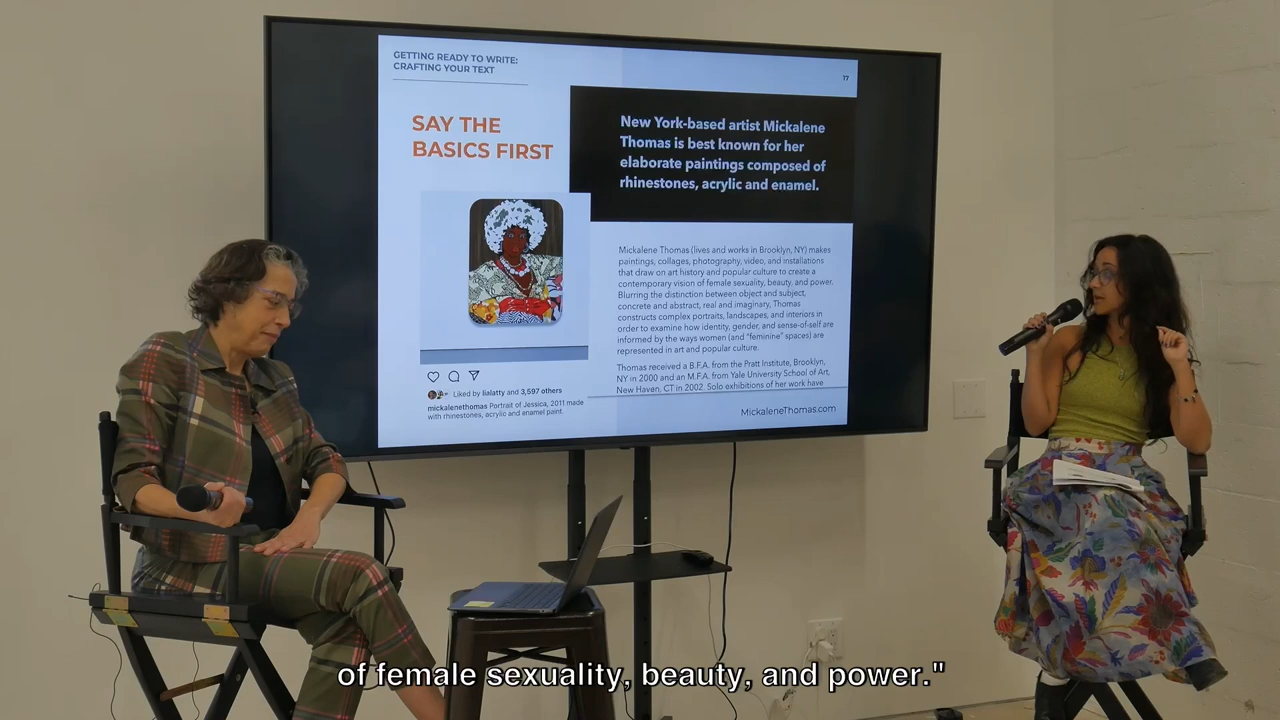 GETTING READY TO WRITE:
CRAFTING YOUR TEXT
17
SAY THE
BASICS FIRST
New York-based artist Mickalene
Thomas is best known for her
elaborate paintings composed of
rhinestones, acrylic and enamel.
Mickalene Thomas (lives and works in Brooklyn, NY) makes
paintings, collages, photography, video, and installations
that draw on art history and popular culture to create a
contemporary vision of female sexuality, beauty, and power.
Blurring the distinction between object and subject,
concrete and abstract, real and imaginary, Thomas
constructs complex portraits, landscapes, and interiors in
order to examine how identity, gender, and sense-of-self are
informed by the ways women (and “feminine” spaces) are
represented in art and popular culture.
Thomas received a B.F.A. from the Pratt Institute, Brooklyn,
NY in 2000 and an M.F.A. from Yale University School of Art,
New Haven, CT in 2002. Solo exhibitions of her work have
Liked by lialatty and 3,597 others
mickalenethomas Portrait of Jessica, 2011 made
with rhinestones, acrylic and enamel paint.
MickaleneThomas.com
of female sexuality, beauty, and power."